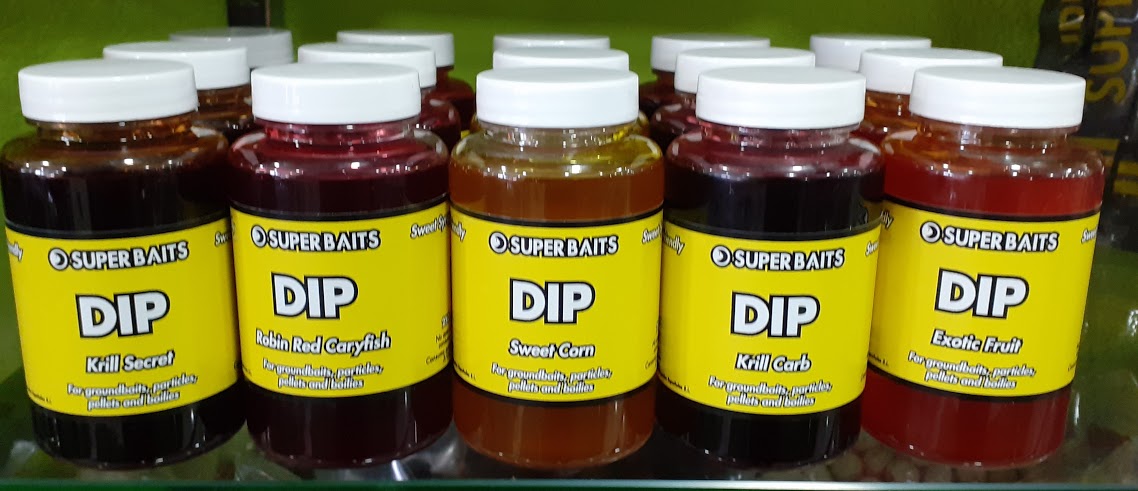 SUPERBAITS
DIP
Krill Secret
For groundbaits, particles,
pellets and boilies
SUPERBAITS
DIP
Robin Red Caryfish
For groundbaits, particles,
pellets and boilies
SUPERBAITS
DIP
Sweet Corn
For groundbaits, particles,
pellets and boilies
SUPERBAITS
DIP
Krill Carb
For groundbaits, particles,
pellets and boilies
SUPERBAITS
DIP
Exotic Fruit
For groundbaits, particles,
pellets and boilies